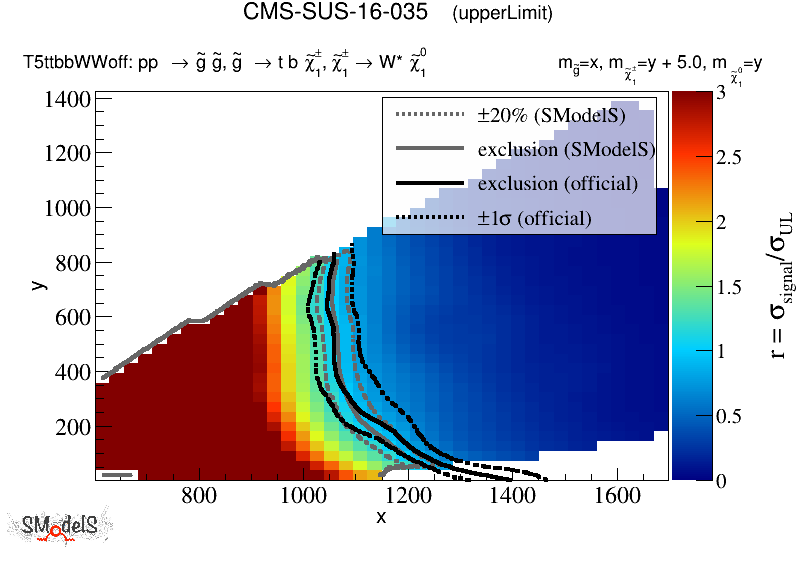 CMS-SUS-16-035 (upperLimit)
T5ttbbWWoff: pp → g̃ g̃, g̃ → t b χ̃₁±, χ̃₁± → W* χ̃₁⁰ m_g̃=x, m_χ̃₁±=y + 5.0, m_χ̃₁⁰=y
±20% (SModelS)
exclusion (SModelS)
exclusion (official)
±1σ (official)
1400
1200
1000
800
600
400
200
y
800 1000 1200 1400 1600
x
3
2.5
2
1.5
1
0.5
0
r = σ_signal/σ_UL
SModelS